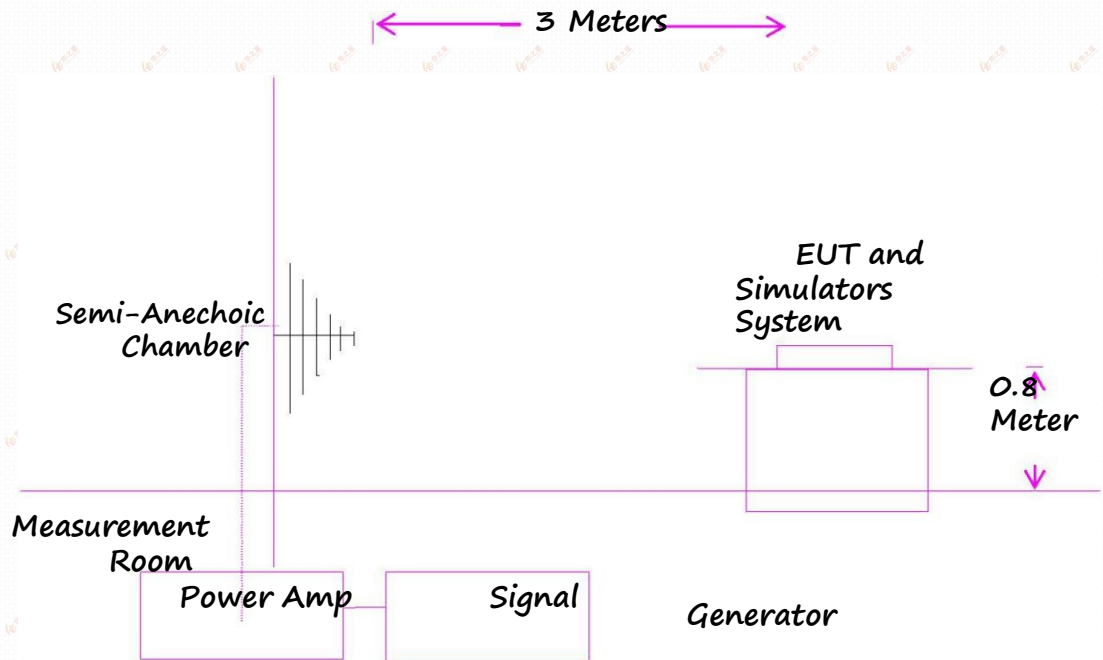 3 Meters
EUT and
Simulators
System
Semi-Anechoic
Chamber
0.8
Meter
Measurement
Room
Power Amp
Signal
Generator